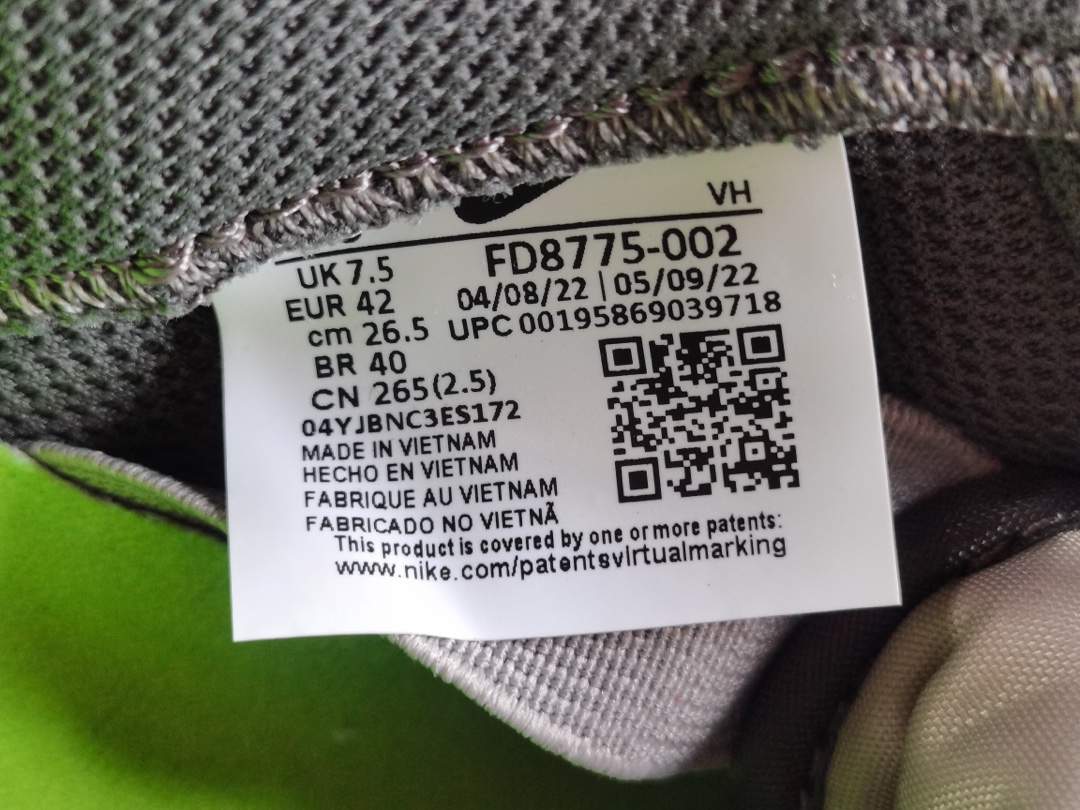 VH
UK 7.5 FD8775-002
EUR 42 04/08/22 | 05/09/22
cm 26.5 UPC 00195869039718
BR 40
CN 265(2.5)
04YJBNC3ES172
MADE IN VIETNAM
HECHO EN VIETNAM
FABRIQUE AU VIETNAM
FABRICADO NO VIETNÃ
This product is covered by one or more patents:
www.nike.com/patentsvirtualmarking